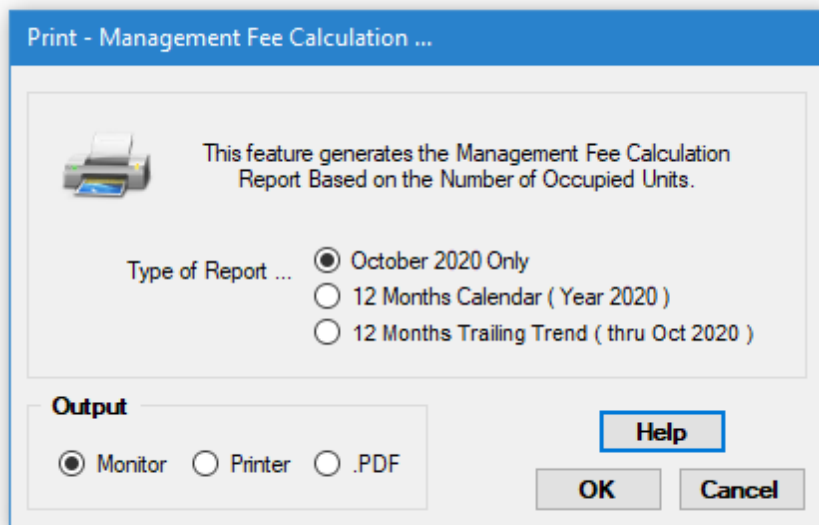 Print - Management Fee Calculation ...
This feature generates the Management Fee Calculation
Report Based on the Number of Occupied Units.
Type of Report ...
October 2020 Only
12 Months Calendar ( Year 2020 )
12 Months Trailing Trend ( thru Oct 2020 )
Output
Monitor Printer .PDF
Help
OK Cancel